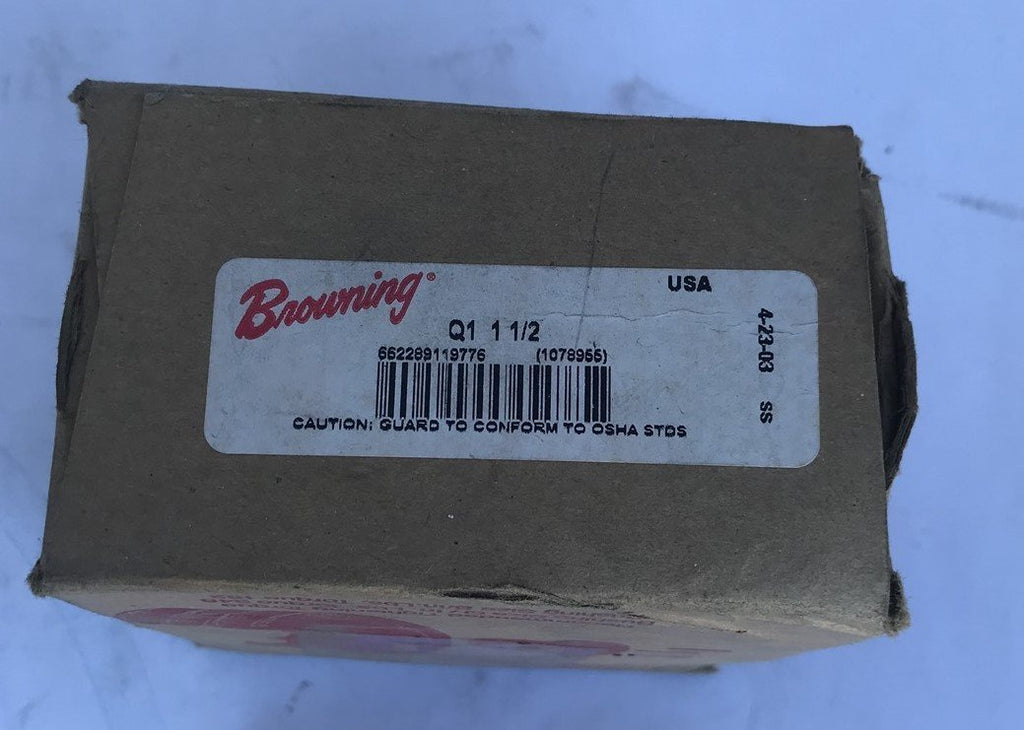 Browning®
USA
Q1 1 1/2
662289119776 (1078955)
CAUTION: GUARD TO CONFORM TO OSHA STDS
4-23-03 SS